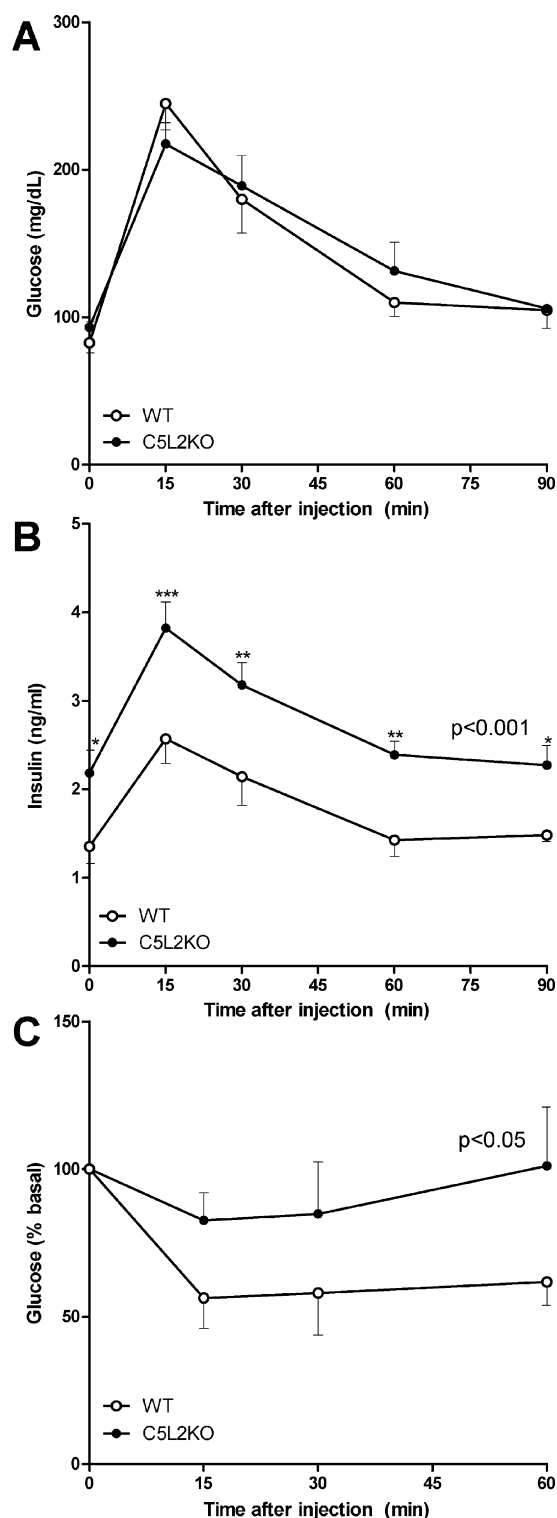 A
300
200
100
0
Glucose (mg/dL)
WT
C5L2KO
0 15 30 45 60 75 90
Time after injection (min)
B
5
4
3
2
1
0
Insulin (ng/ml)
*
***
**
**
*
p<0.001
WT
C5L2KO
0 15 30 45 60 75 90
Time after injection (min)
C
150
100
50
0
Glucose (% basal)
p<0.05
WT
C5L2KO
0 15 30 45 60
Time after injection (min)